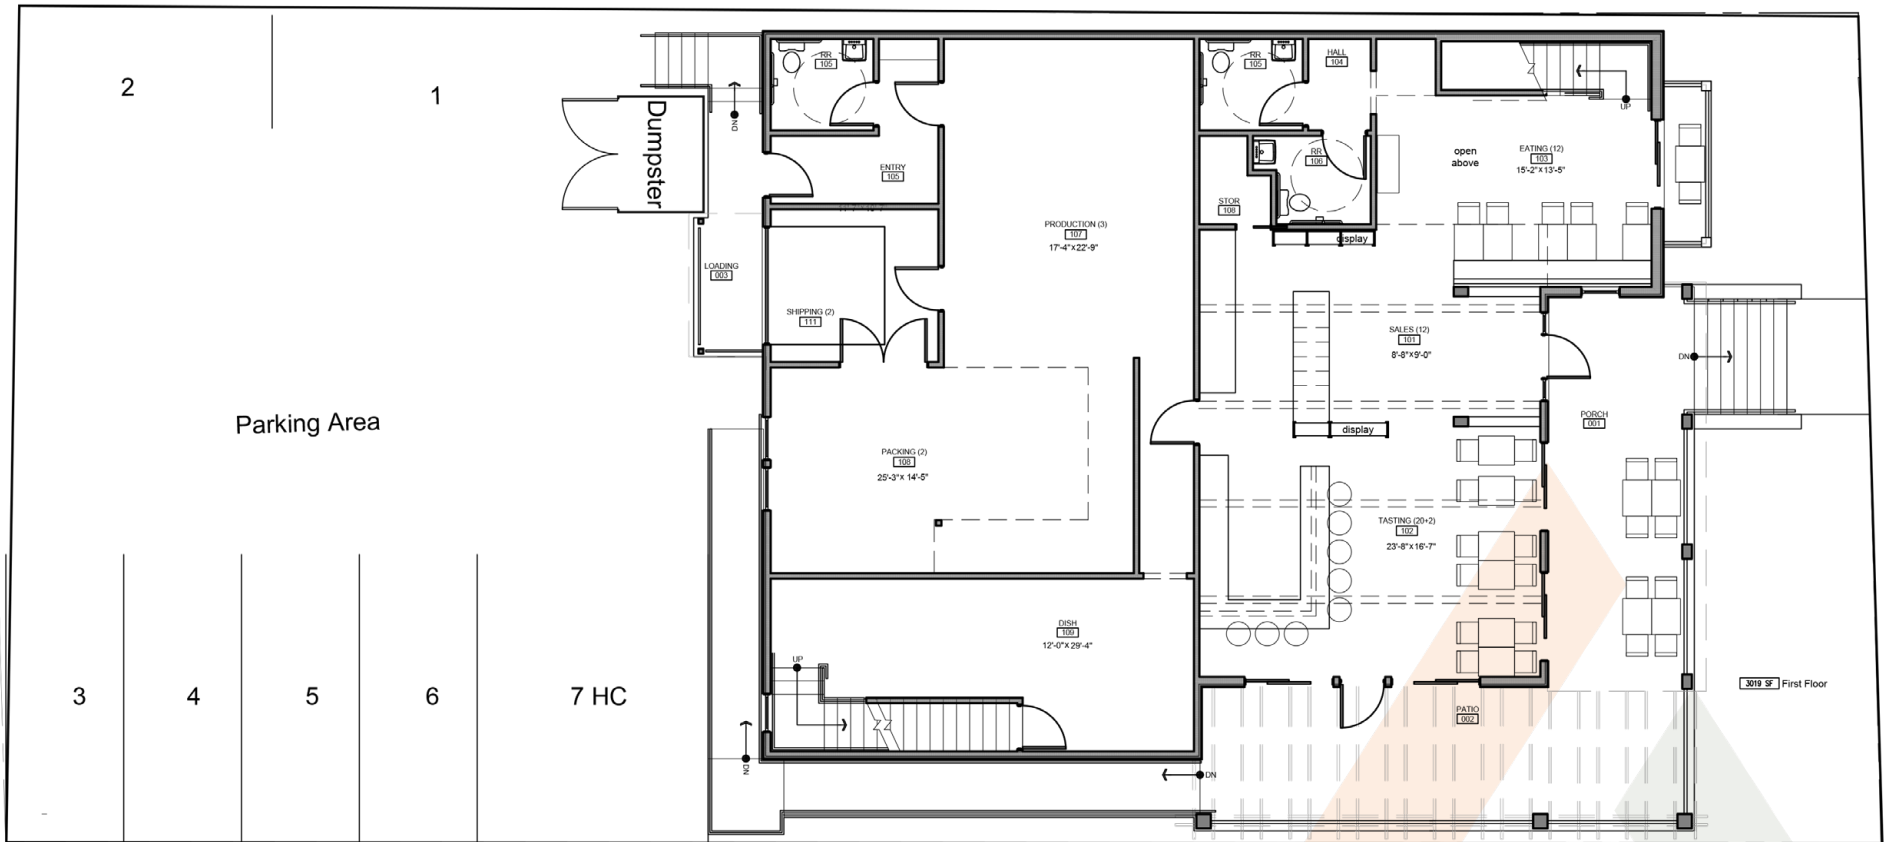 2
1
Dumpster
DN
RR
105
ENTRY
105
LOADING
003
SHIPPING (2)
111
PRODUCTION (3)
107
17'-4"X22'-9"
RR
105
HALL
104
RR
106
STOR
108
display
open
above
UP
EATING (12)
103
15'-2"X13'-5"
SALES (12)
101
8'-8"X9'-0"
DN
PORCH
001
display
Parking Area
PACKING (2)
108
25'-3"X 14'-5"
TASTING (20+2)
102
23'-8"X16'-7"
DISH
109
12'-0"X 29'-4"
UP
3
4
5
6
7 HC
DN
DN
PATIO
002
3019 SF First Floor